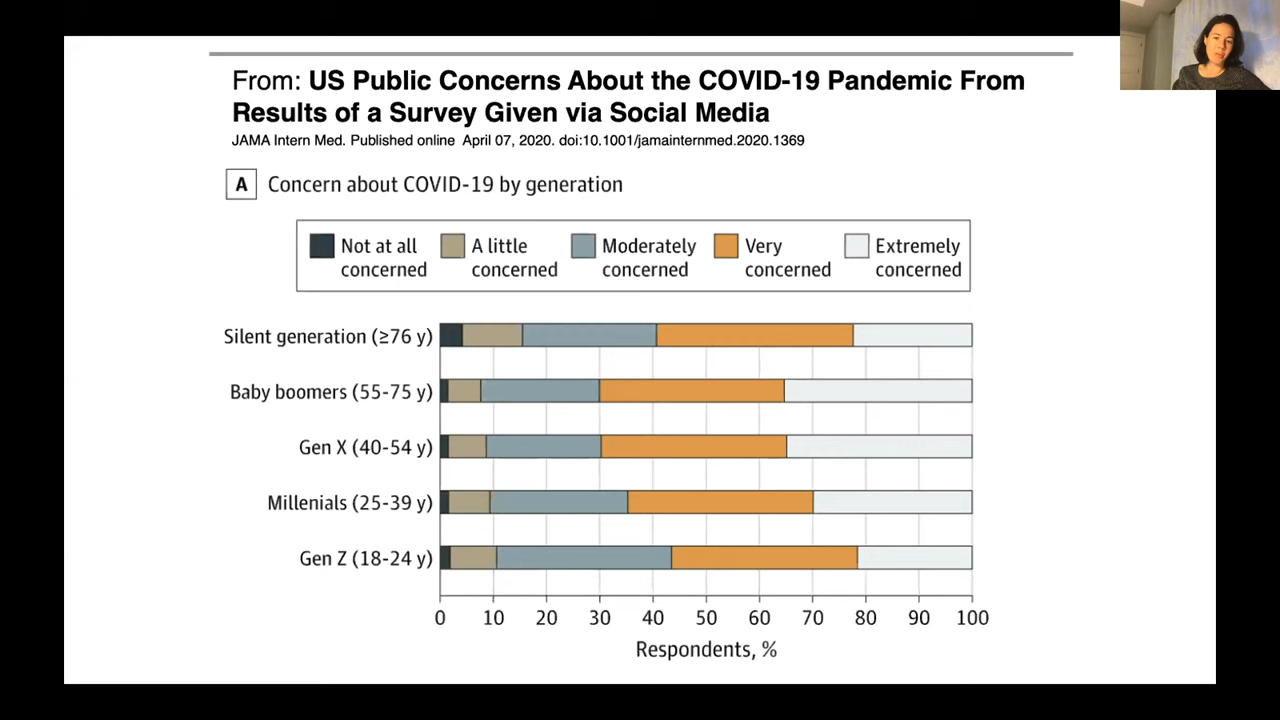 From: US Public Concerns About the COVID-19 Pandemic From
Results of a Survey Given via Social Media
JAMA Intern Med. Published online April 07, 2020. doi:10.1001/jamainternmed.2020.1369
A Concern about COVID-19 by generation
Not at all concerned
A little concerned
Moderately concerned
Very concerned
Extremely concerned
Silent generation (≥76 y)
Baby boomers (55-75 y)
Gen X (40-54 y)
Millenials (25-39 y)
Gen Z (18-24 y)
0 10 20 30 40 50 60 70 80 90 100
Respondents, %